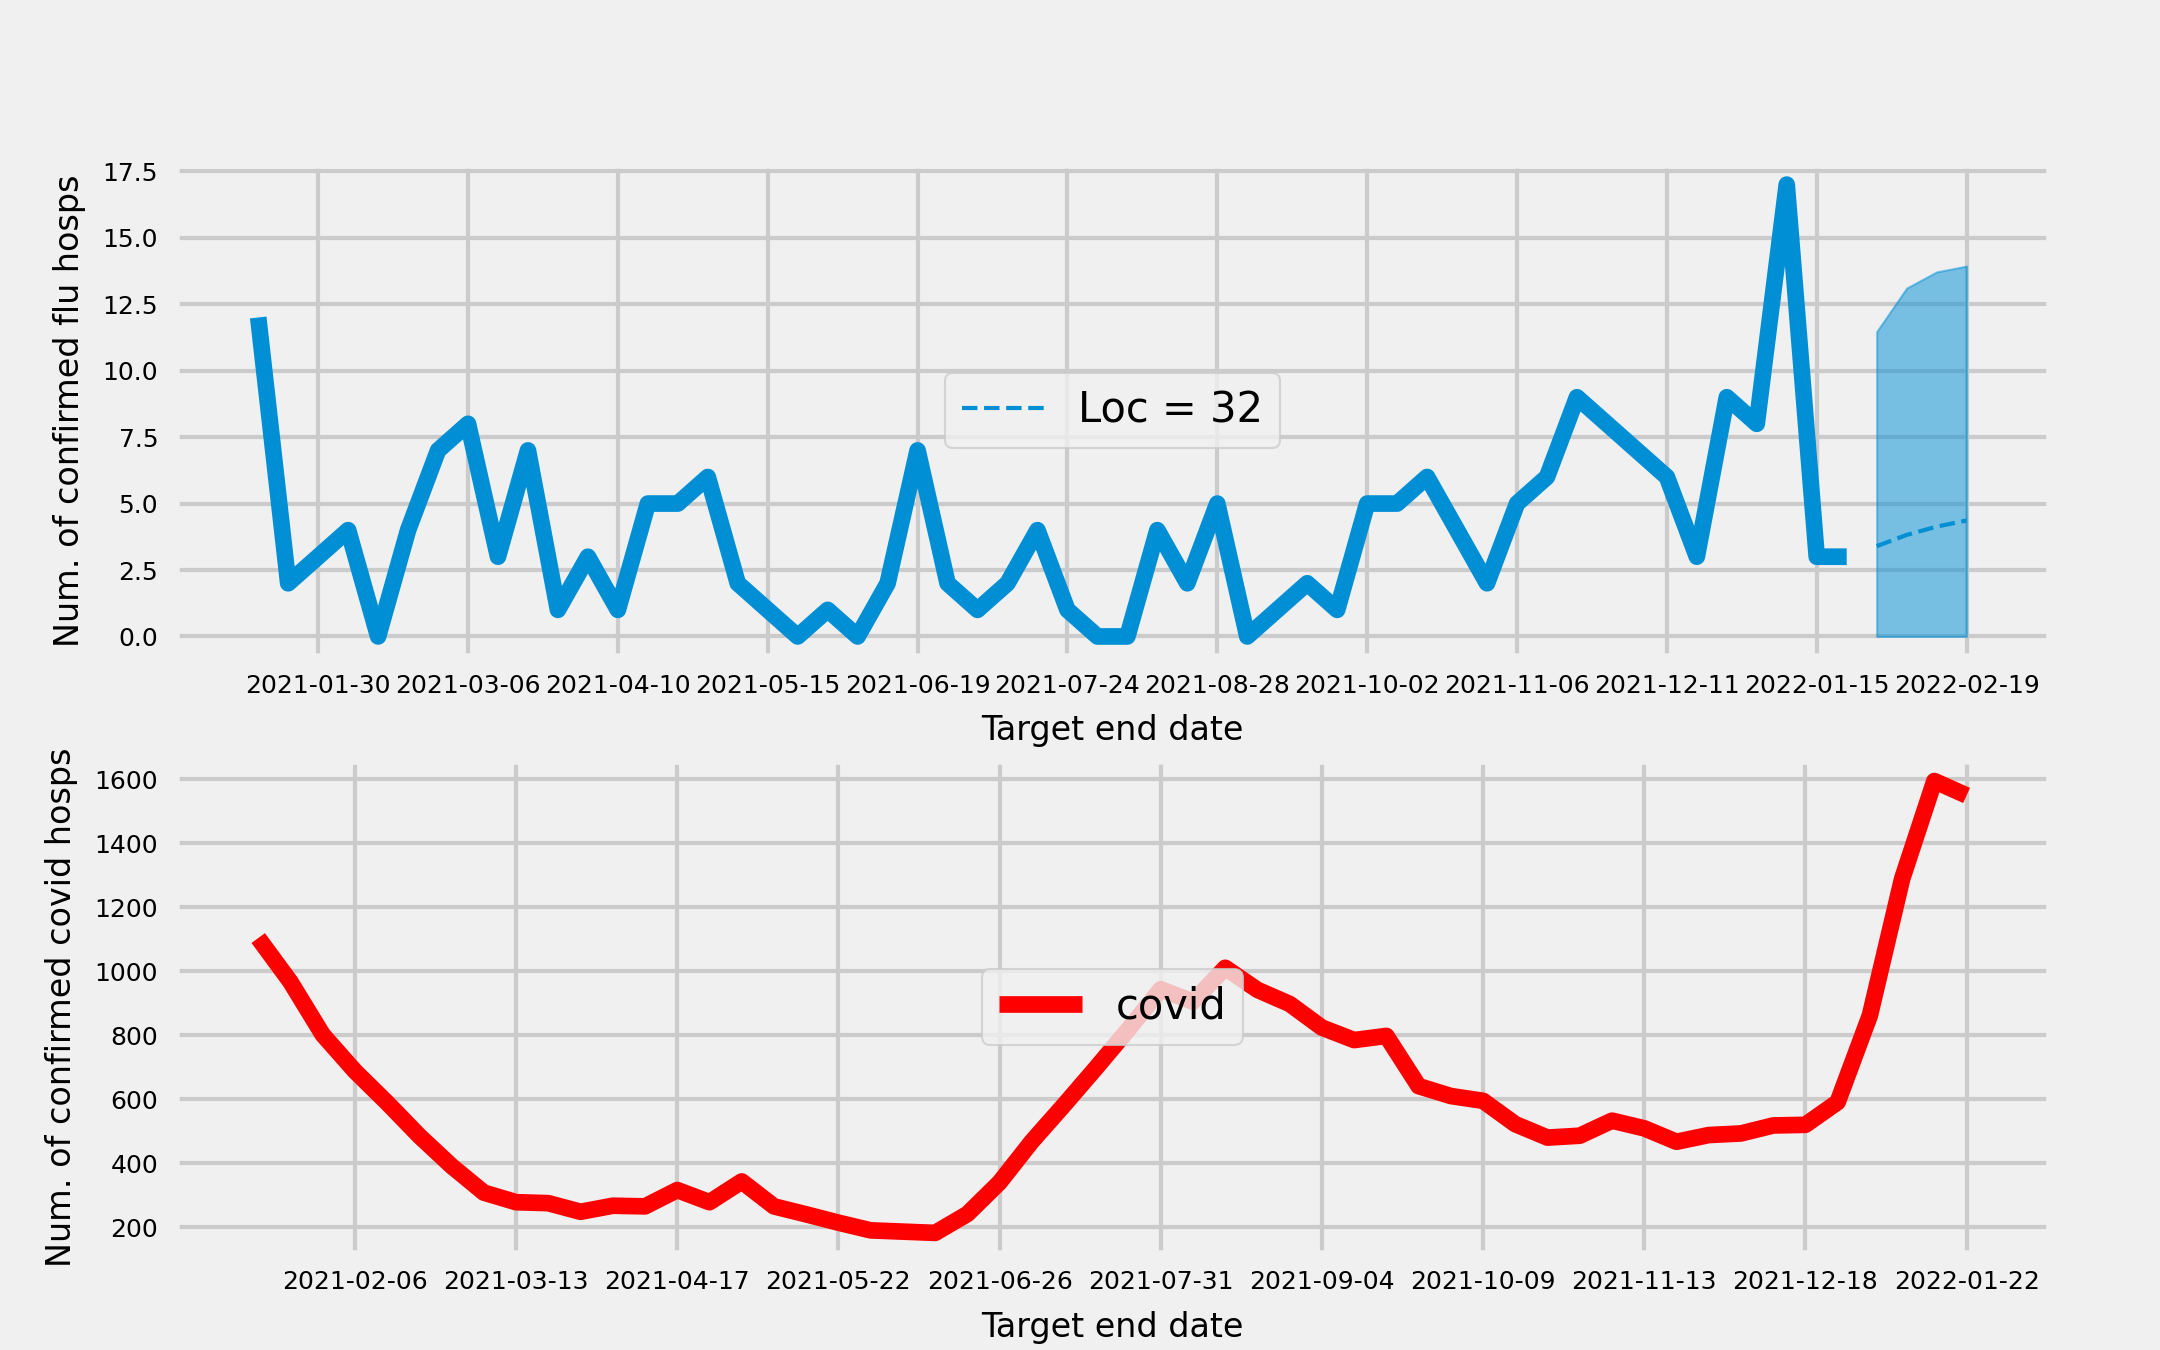 Num. of confirmed flu hosps
17.5
15.0
12.5
10.0
7.5
5.0
2.5
0.0
Loc = 32
2021-01-30 2021-03-06 2021-04-10 2021-05-15 2021-06-19 2021-07-24 2021-08-28 2021-10-02 2021-11-06 2021-12-11 2022-01-15 2022-02-19
Target end date
Num. of confirmed covid hosps
1600
1400
1200
1000
800
600
400
200
covid
2021-02-06 2021-03-13 2021-04-17 2021-05-22 2021-06-26 2021-07-31 2021-09-04 2021-10-09 2021-11-13 2021-12-18 2022-01-22
Target end date